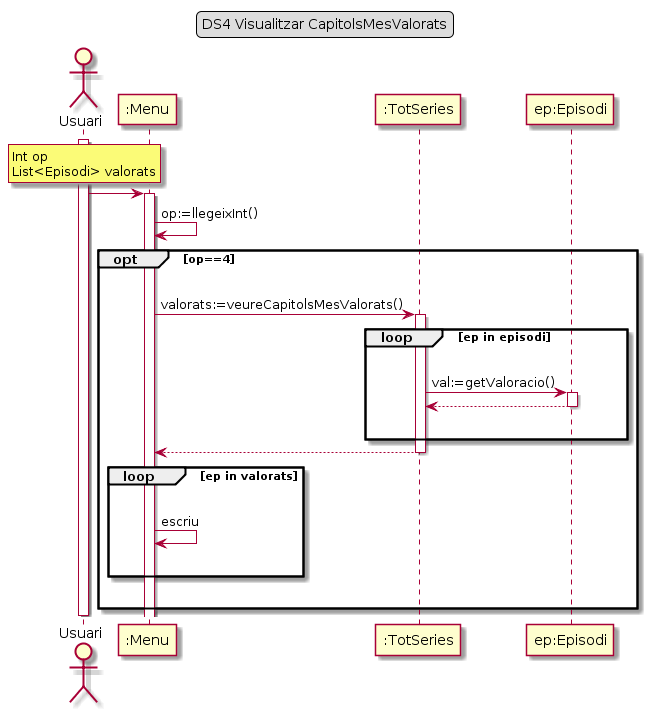 DS4 Visualitzar CapitolsMesValorats
Usuari
:Menu
:TotSeries
ep:Episodi
Int op
List<Episodi> valorats
op:=llegeixInt()
opt [op==4]
valorats:=veureCapitolsMesValorats()
loop [ep in episodi]
val:=getValoracio()
loop [ep in valorats]
escriu
Usuari
:Menu
:TotSeries
ep:Episodi